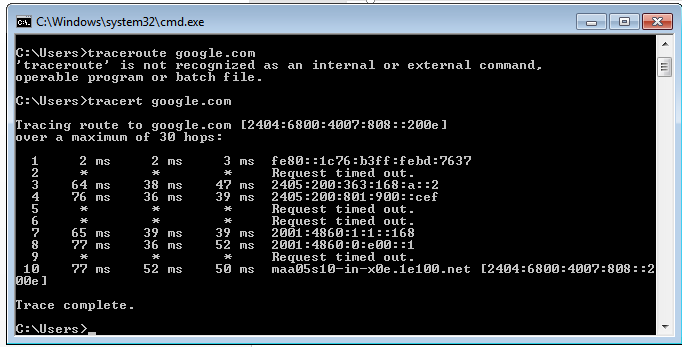 C:\Windows\system32\cmd.exe
C:\Users>traceroute google.com
'traceroute' is not recognized as an internal or external command,
operable program or batch file.
C:\Users>tracert google.com
Tracing route to google.com [2404:6800:4007:808::200e]
over a maximum of 30 hops:
1 2 ms 2 ms 3 ms fe80::1c76:b3ff:febd:7637
2 * * * Request timed out.
3 64 ms 38 ms 47 ms 2405:200:363:168:a::2
4 76 ms 36 ms 39 ms 2405:200:801:900::cef
5 * * * Request timed out.
6 * * * Request timed out.
7 65 ms 39 ms 39 ms 2001:4860:1:1::168
8 77 ms 36 ms 52 ms 2001:4860:0:e00::1
9 * * * Request timed out.
10 77 ms 52 ms 50 ms maa05s10-in-x0e.1e100.net [2404:6800:4007:808::2
00e]
Trace complete.
C:\Users>_